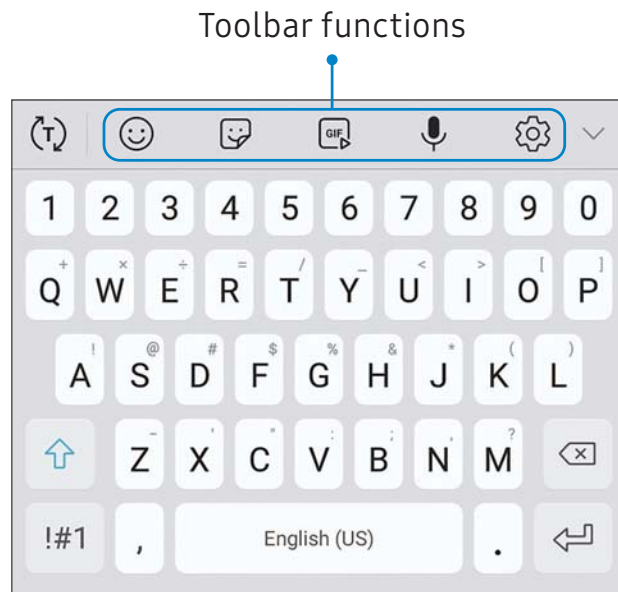 Toolbar functions
T GIF
1 2 3 4 5 6 7 8 9 0
+ × ÷ = / _ < > [ ]
Q W E R T Y U I O P
! @ # $ % & * ( )
A S D F G H J K L
- ' " : ; , ?
Z X C V B N M
!#1 , English (US) .